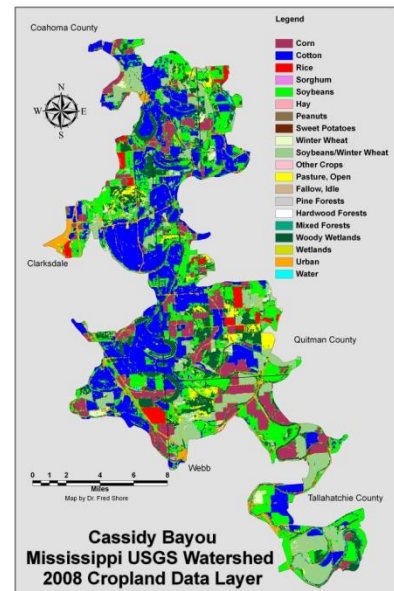 Coahoma County
N
W E
S
Clarksdale
Legend
Corn
Cotton
Rice
Sorghum
Soybeans
Hay
Peanuts
Sweet Potatoes
Winter Wheat
Soybeans/Winter Wheat
Other Crops
Pasture, Open
Fallow, Idle
Pine Forests
Hardwood Forests
Mixed Forests
Woody Wetlands
Wetlands
Urban
Water
Quitman County
Webb
Tallahatchie County
0 1 2 4 6 8
Miles
Map by Dr. Fred Shore
Cassidy Bayou
Mississippi USGS Watershed
2008 Cropland Data Layer